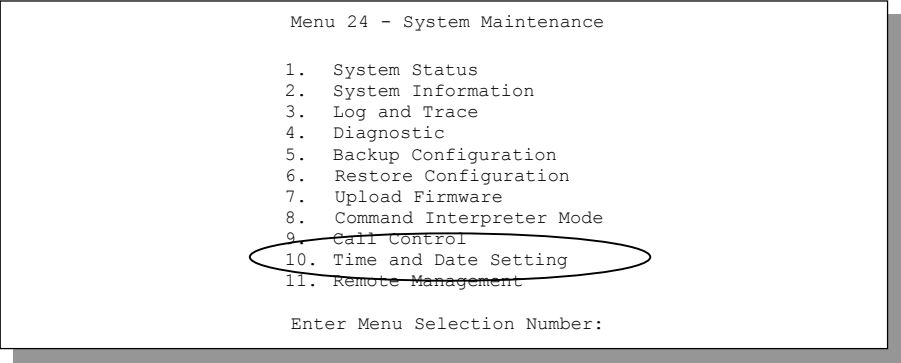 Menu 24 - System Maintenance
1. System Status
2. System Information
3. Log and Trace
4. Diagnostic
5. Backup Configuration
6. Restore Configuration
7. Upload Firmware
8. Command Interpreter Mode
9. Call Control
10. Time and Date Setting
11. Remote Management
Enter Menu Selection Number: